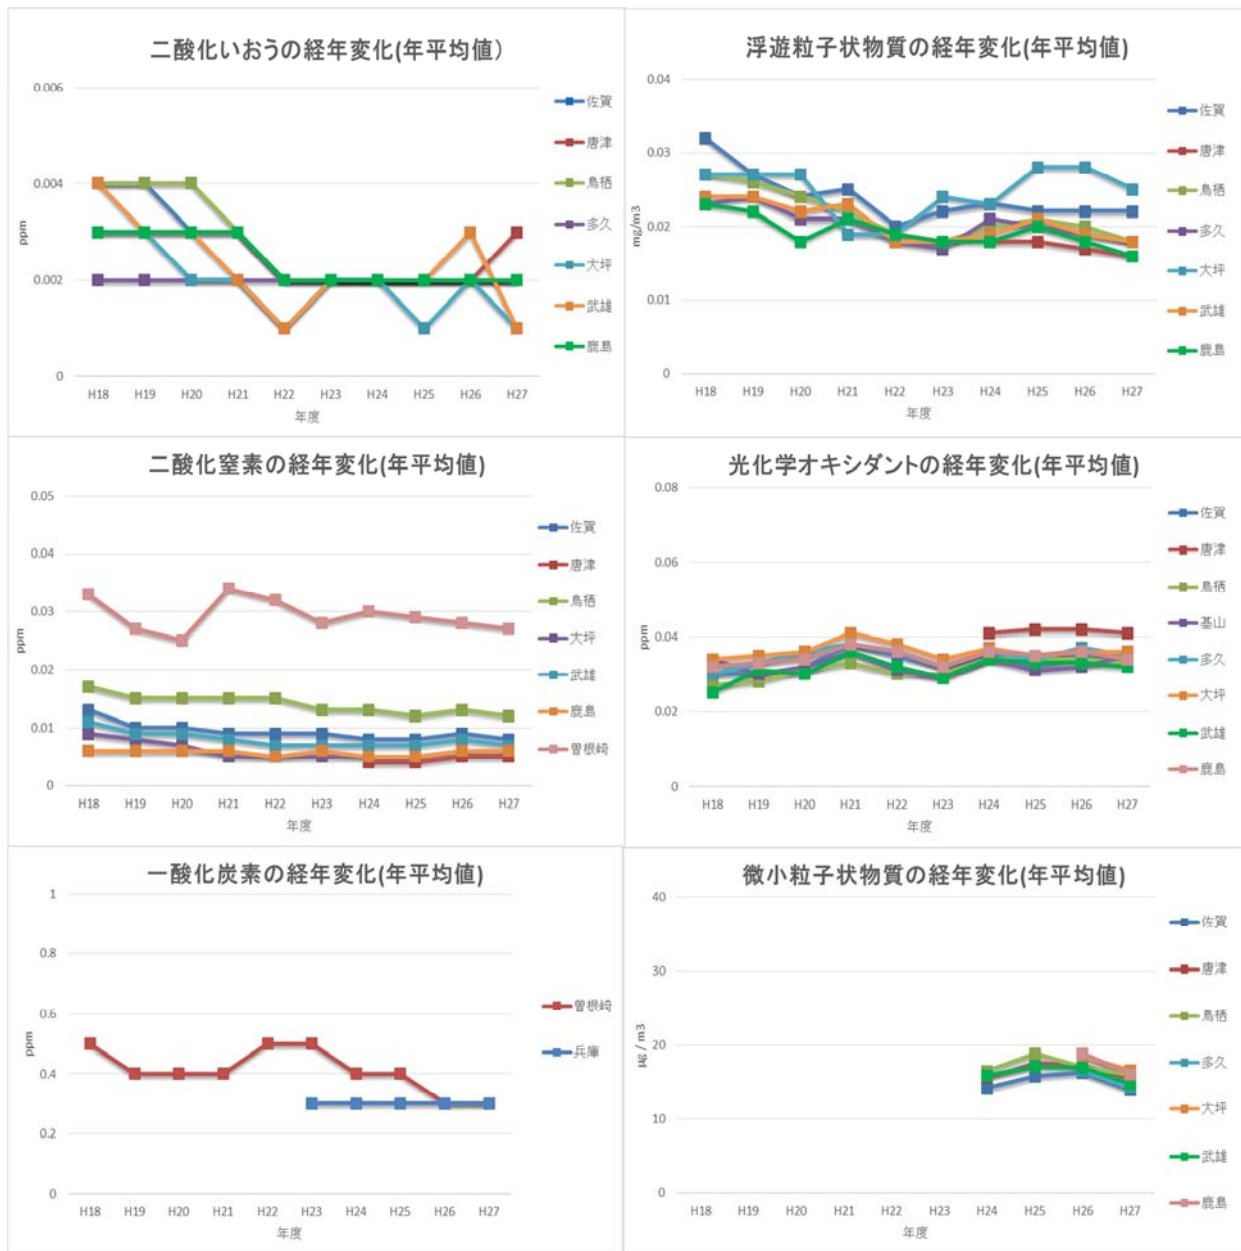 二酸化いおうの経年変化(年平均値)
0.006
0.004
0.002
0
ppm
H18 H19 H20 H21 H22 H23 H24 H25 H26 H27
年度
佐賀
唐津
鳥栖
多久
大坪
武雄
鹿島
浮遊粒子状物質の経年変化(年平均値)
0.04
0.03
0.02
0.01
0
mg/m3
H18 H19 H20 H21 H22 H23 H24 H25 H26 H27
年度
佐賀
唐津
鳥栖
多久
大坪
武雄
鹿島
二酸化窒素の経年変化(年平均値)
0.05
0.04
0.03
0.02
0.01
0
ppm
H18 H19 H20 H21 H22 H23 H24 H25 H26 H27
年度
佐賀
唐津
鳥栖
大坪
武雄
鹿島
曽根崎
光化学オキシダントの経年変化(年平均値)
0.08
0.06
0.04
0.02
0
ppm
H18 H19 H20 H21 H22 H23 H24 H25 H26 H27
年度
佐賀
唐津
鳥栖
基山
多久
大坪
武雄
鹿島
一酸化炭素の経年変化(年平均値)
1
0.8
0.6
0.4
0.2
0
ppm
H18 H19 H20 H21 H22 H23 H24 H25 H26 H27
年度
曽根崎
兵庫
微小粒子状物質の経年変化(年平均値)
40
30
20
10
0
μg / m3
H18 H19 H20 H21 H22 H23 H24 H25 H26 H27
年度
佐賀
唐津
鳥栖
多久
大坪
武雄
鹿島